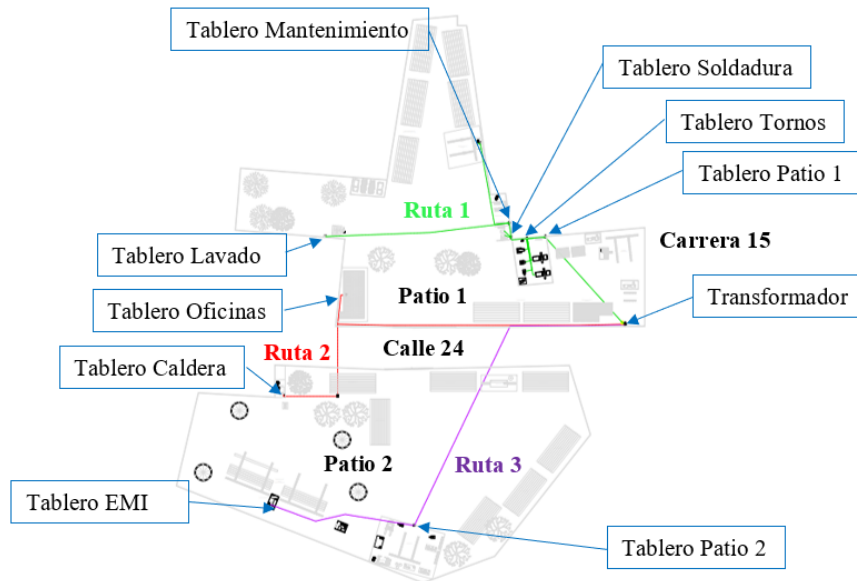 Tablero Mantenimiento
Tablero Soldadura
Tablero Tornos
Tablero Patio 1
Ruta 1
Carrera 15
Tablero Lavado
Tablero Oficinas
Patio 1
Transformador
Ruta 2
Calle 24
Tablero Caldera
Patio 2
Ruta 3
Tablero EMI
Tablero Patio 2